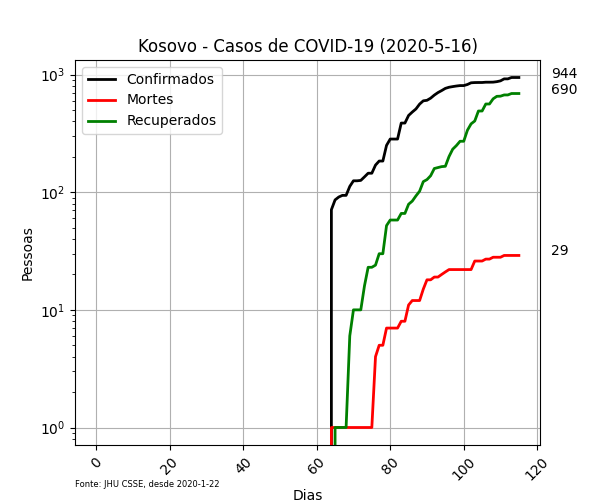 Kosovo - Casos de COVID-19 (2020-5-16)
Confirmados
Mortes
Recuperados
10³
10²
10¹
10⁰
Pessoas
944
690
29
0
20
40
60
80
100
120
Fonte: JHU CSSE, desde 2020-1-22
Dias